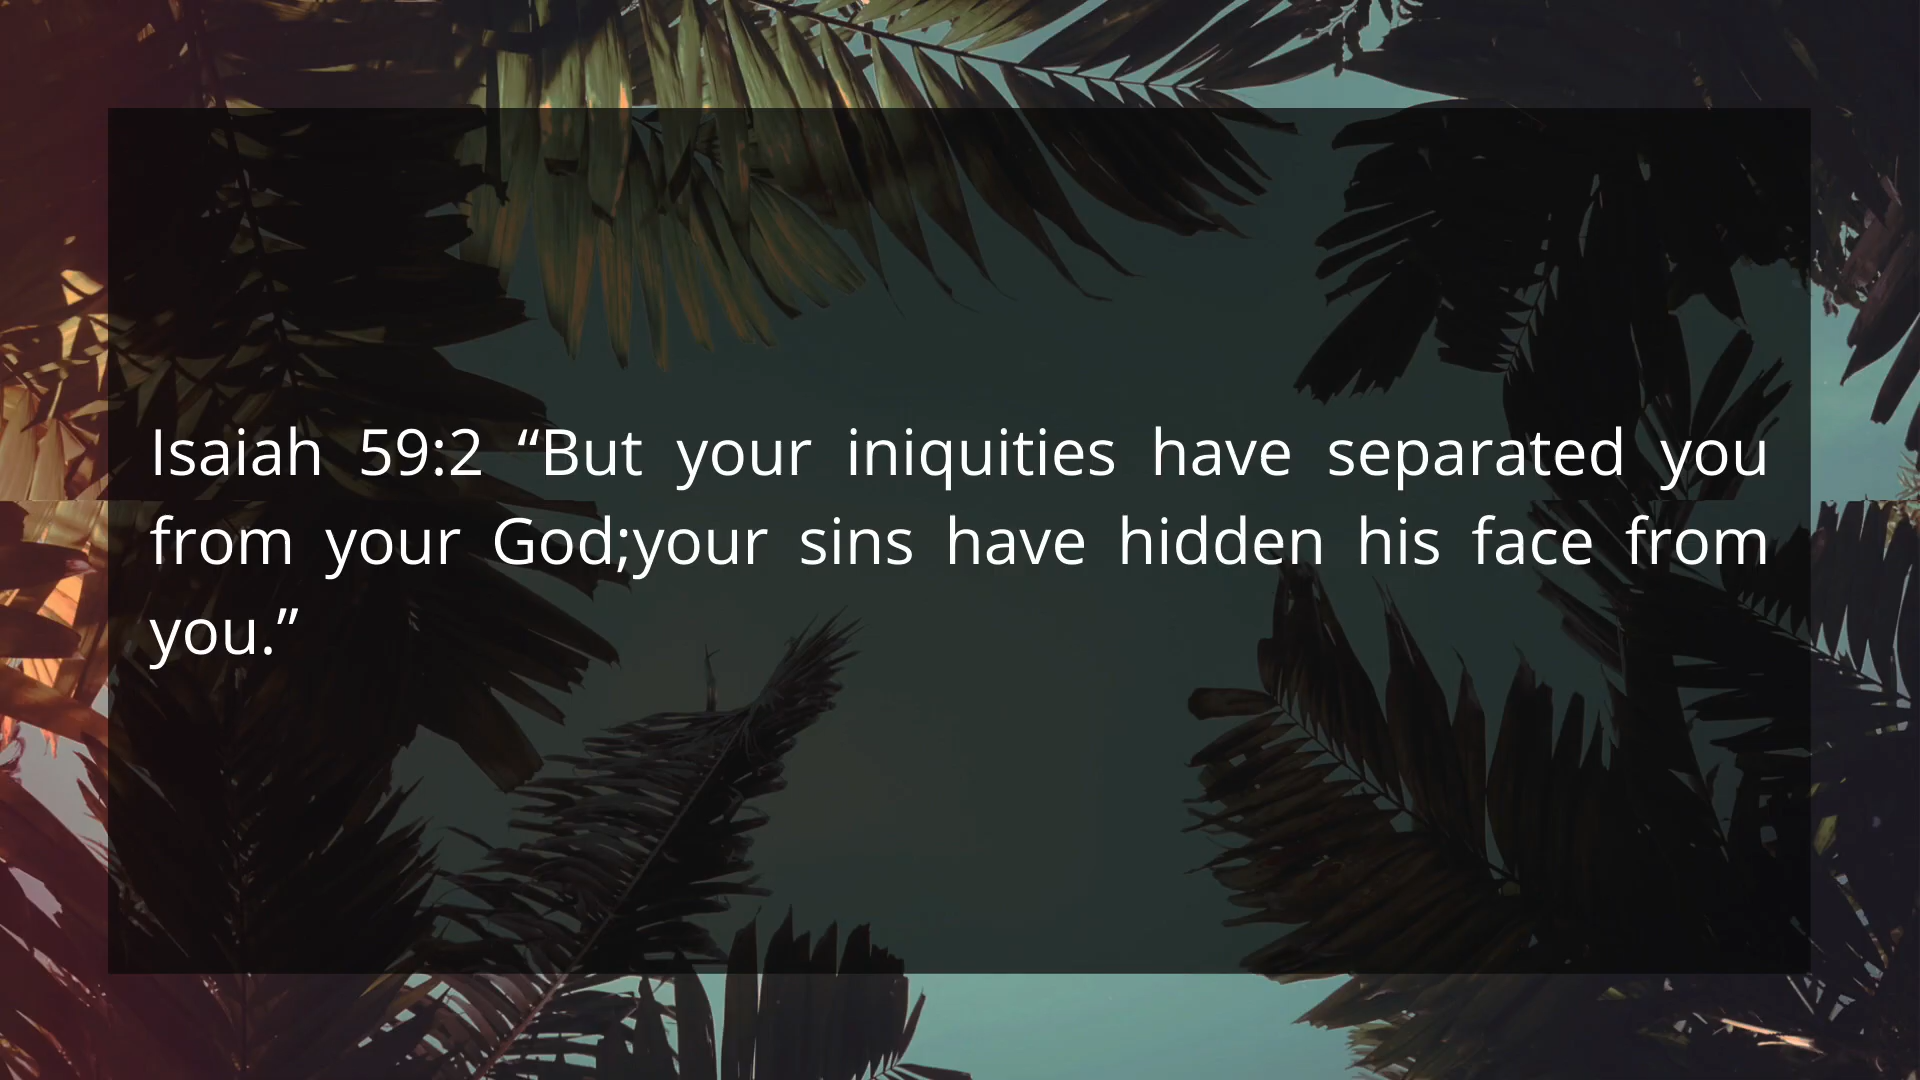 Isaiah 59:2 “But your iniquities have separated you
from your God;your sins have hidden his face from
you.”